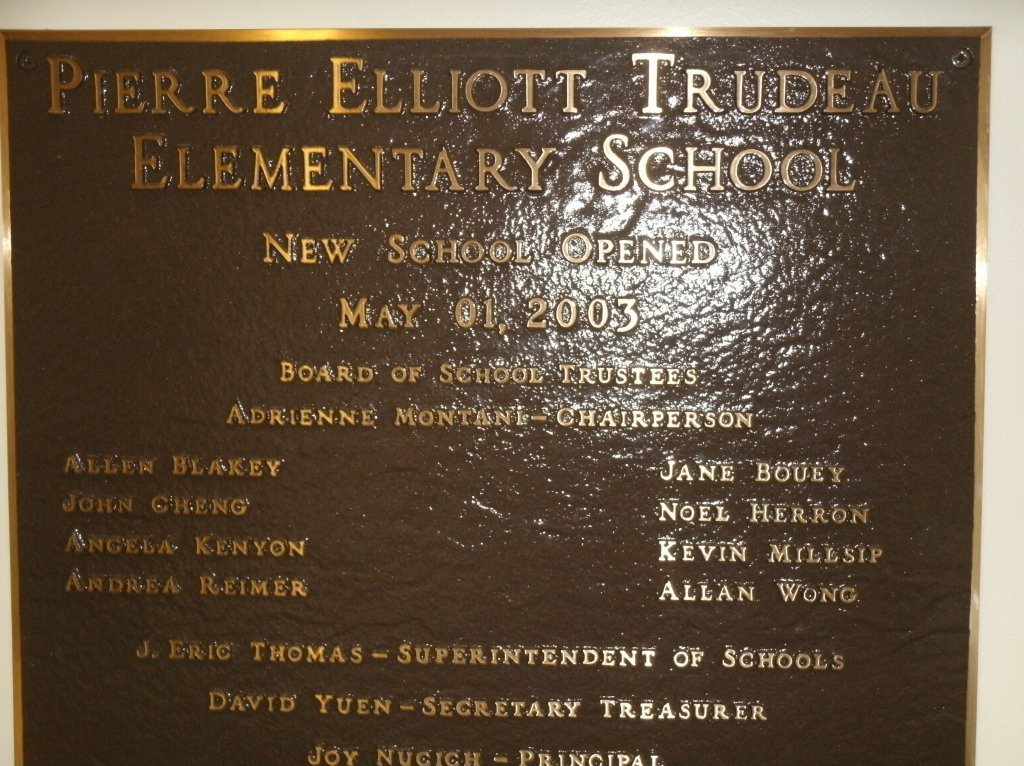 PIERRE ELLIOTT TRUDEAU
ELEMENTARY SCHOOL
NEW SCHOOL OPENED
MAY 01, 2003
BOARD OF SCHOOL TRUSTEES
ADRIENNE MONTANI – CHAIRPERSON
ALLEN BLAKEY
JOHN CHENG
ANGELA KENYON
ANDREA REIMER
JANE BOUEY
NOEL HERRON
KEVIN MILLSIP
ALLAN WONG
J. ERIC THOMAS – SUPERINTENDENT OF SCHOOLS
DAVID YUEN – SECRETARY TREASURER
JOY NUCICH – PRINCIPAL